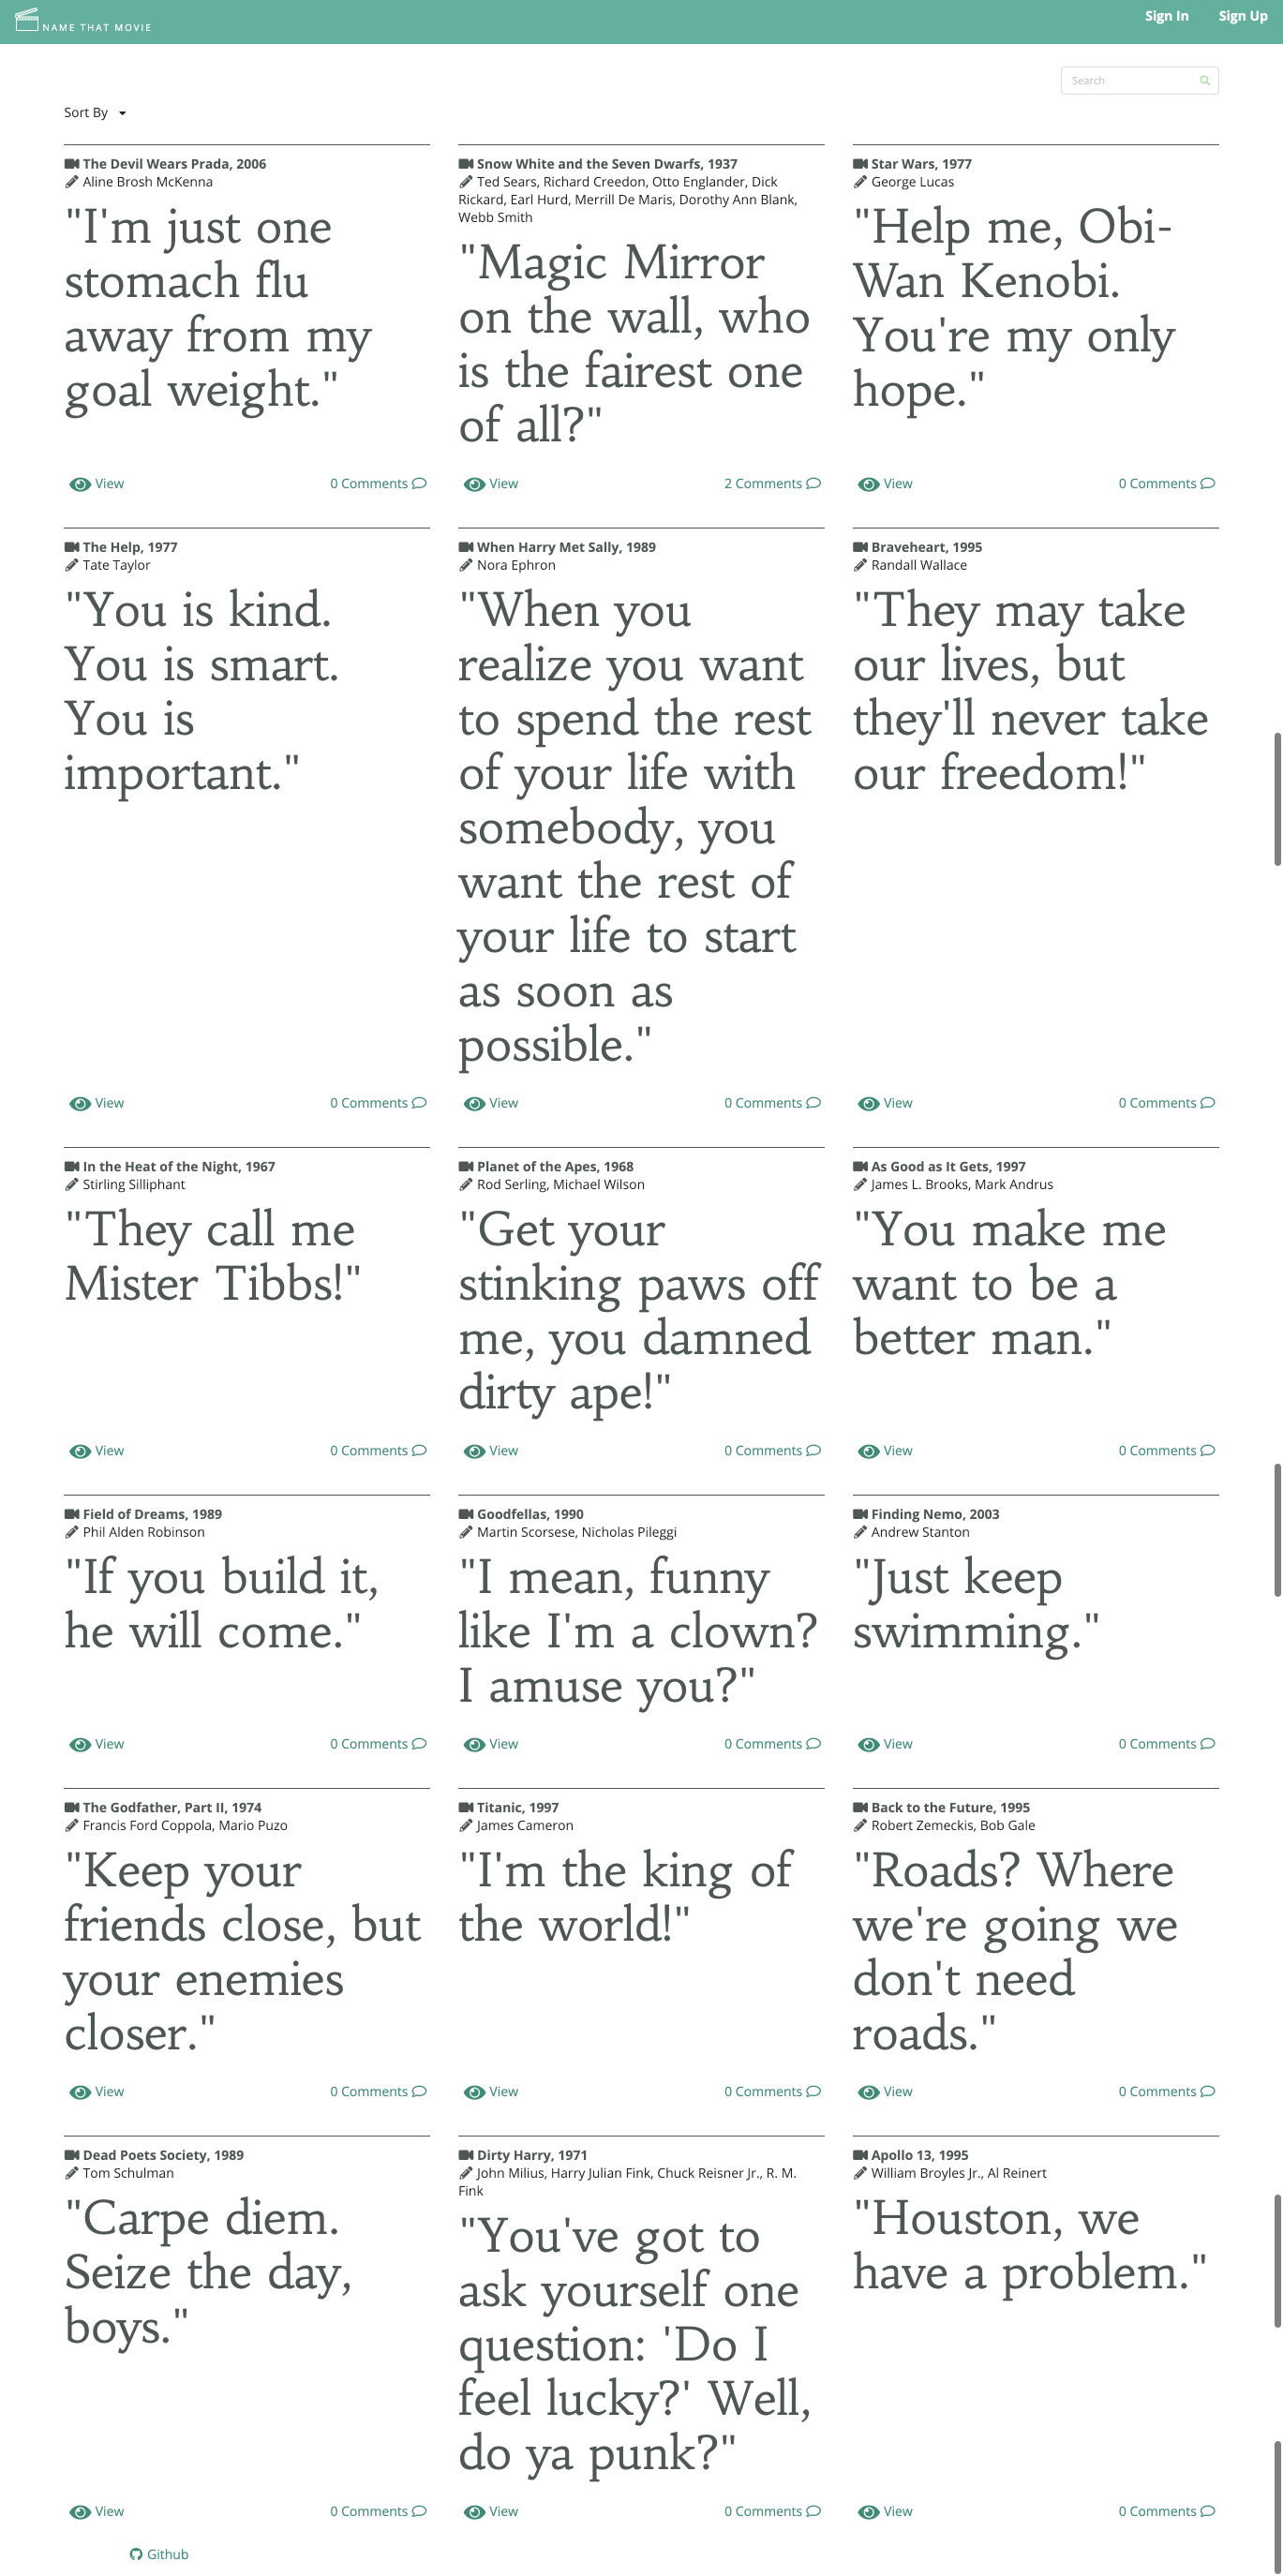 NAME THAT MOVIE
Sign In
Sign Up
Search
Sort By
The Devil Wears Prada, 2006
Aline Brosh McKenna
"I'm just one
stomach flu
away from my
goal weight."
View
0 Comments
Snow White and the Seven Dwarfs, 1937
Ted Sears, Richard Creedon, Otto Englander, Dick
Rickard, Earl Hurd, Merrill De Maris, Dorothy Ann Blank,
Webb Smith
"Magic Mirror
on the wall, who
is the fairest one
of all?"
View
2 Comments
Star Wars, 1977
George Lucas
"Help me, Obi-
Wan Kenobi.
You're my only
hope."
View
0 Comments
The Help, 1977
Tate Taylor
"You is kind.
You is smart.
You is
important."
View
0 Comments
When Harry Met Sally, 1989
Nora Ephron
"When you
realize you want
to spend the rest
of your life with
somebody, you
want the rest of
your life to start
as soon as
possible."
View
0 Comments
Braveheart, 1995
Randall Wallace
"They may take
our lives, but
they'll never take
our freedom!"
View
0 Comments
In the Heat of the Night, 1967
Stirling Silliphant
"They call me
Mister Tibbs!"
View
0 Comments
Planet of the Apes, 1968
Rod Serling, Michael Wilson
"Get your
stinking paws off
me, you damned
dirty ape!"
View
0 Comments
As Good as It Gets, 1997
James L. Brooks, Mark Andrus
"You make me
want to be a
better man."
View
0 Comments
Field of Dreams, 1989
Phil Alden Robinson
"If you build it,
he will come."
View
0 Comments
Goodfellas, 1990
Martin Scorsese, Nicholas Pileggi
"I mean, funny
like I'm a clown?
I amuse you?"
View
0 Comments
Finding Nemo, 2003
Andrew Stanton
"Just keep
swimming."
View
0 Comments
The Godfather, Part II, 1974
Francis Ford Coppola, Mario Puzo
"Keep your
friends close, but
your enemies
closer."
View
0 Comments
Titanic, 1997
James Cameron
"I'm the king of
the world!"
View
0 Comments
Back to the Future, 1995
Robert Zemeckis, Bob Gale
"Roads? Where
we're going we
don't need
roads."
View
0 Comments
Dead Poets Society, 1989
Tom Schulman
"Carpe diem.
Seize the day,
boys."
View
0 Comments
Dirty Harry, 1971
John Milius, Harry Julian Fink, Chuck Reisner Jr., R. M.
Fink
"You've got to
ask yourself one
question: 'Do I
feel lucky?' Well,
do ya punk?"
View
0 Comments
Apollo 13, 1995
William Broyles Jr., Al Reinert
"Houston, we
have a problem."
View
0 Comments
Github